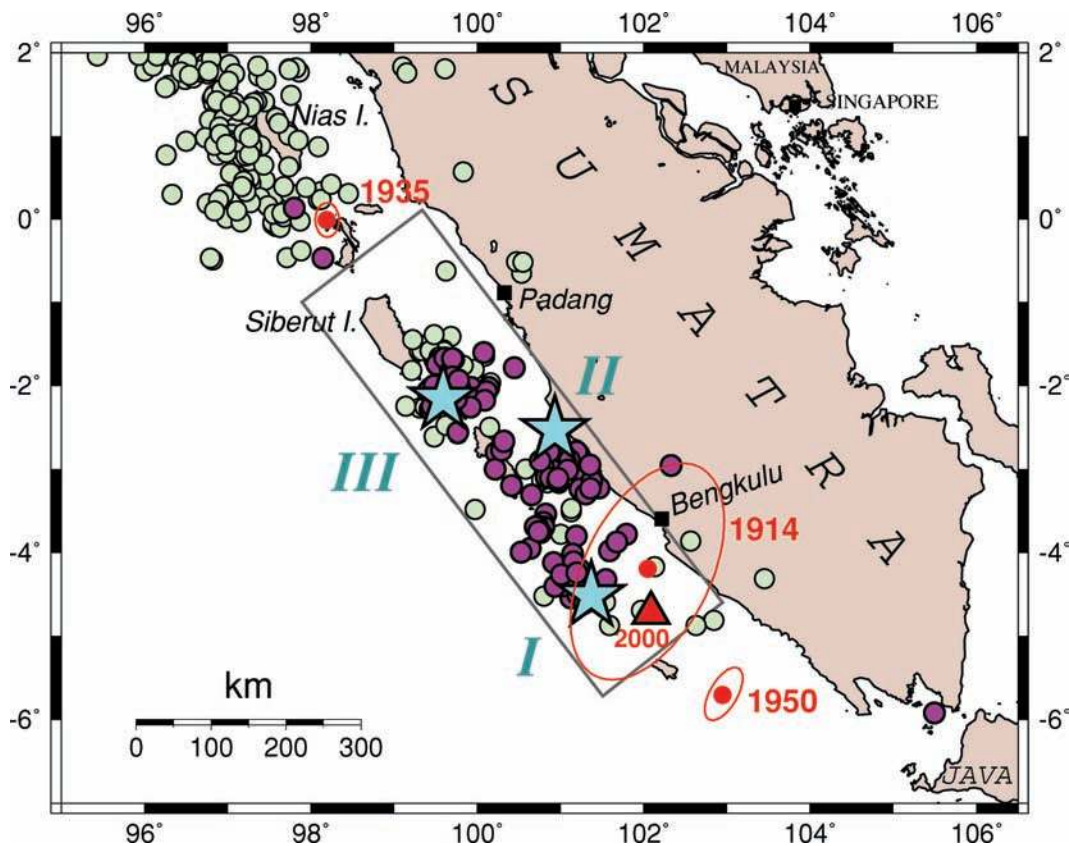 96° 98° 100° 102° 104° 106°
2° 2°
MALAYSIA
SINGAPORE
Nias I.
SUMATRA
1935
0° 0°
Padang
Siberut I.
II
-2° -2°
III
Bengkulu
1914
-4° -4°
2000
I
km
1950
-6° -6°
0 100 200 300
JAVA
96° 98° 100° 102° 104° 106°